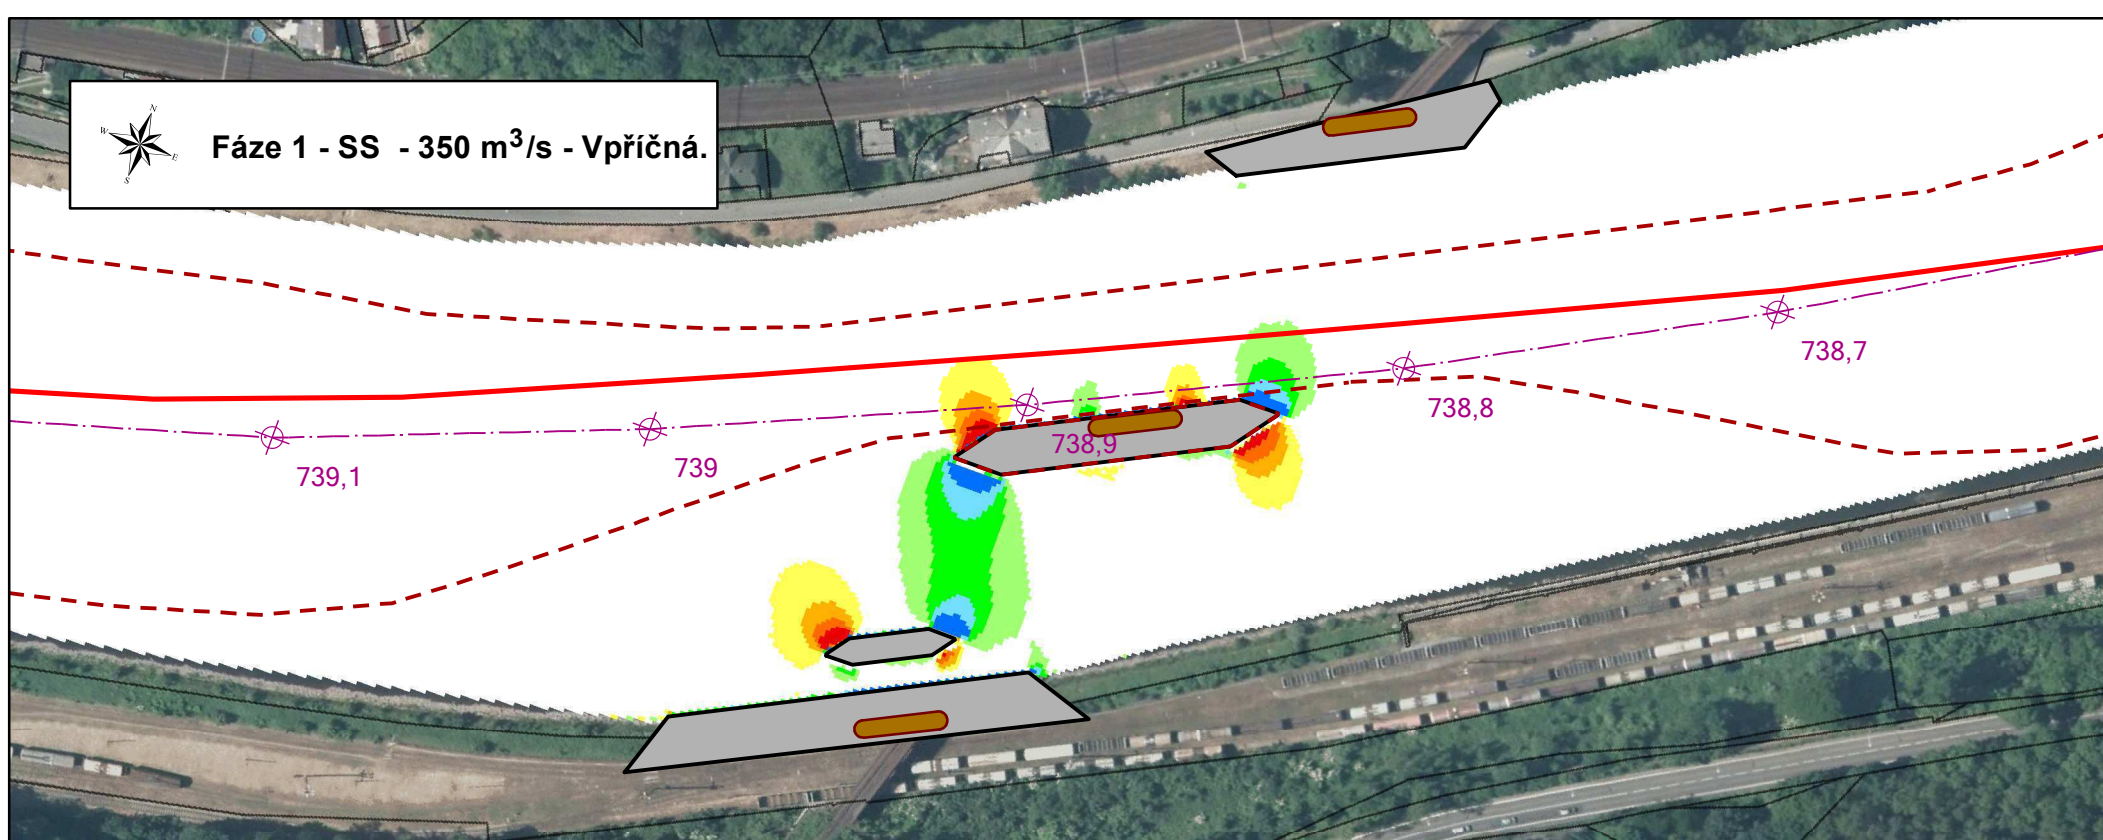 N
W
E
S
Fáze 1 - SS - 350 m³/s - Vpříčná.
738,7
738,8
738,9
739
739,1